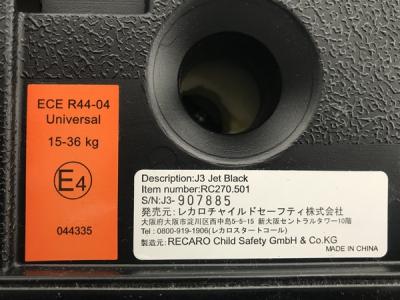 ECE R44-04
Universal
15-36 kg
E4
044335
Description:J3 Jet Black
Item number:RC270.501
S/N:J3-907885
発売元:レカロチャイルドセーフティ株式会社
大阪府大阪市淀川区西中島5-5-15 新大阪セントラルタワー10階
Tel : 0800-919-1906 (レカロスタートコール)
製造元:RECARO Child Safety GmbH & Co.KG
MADE IN CHINA